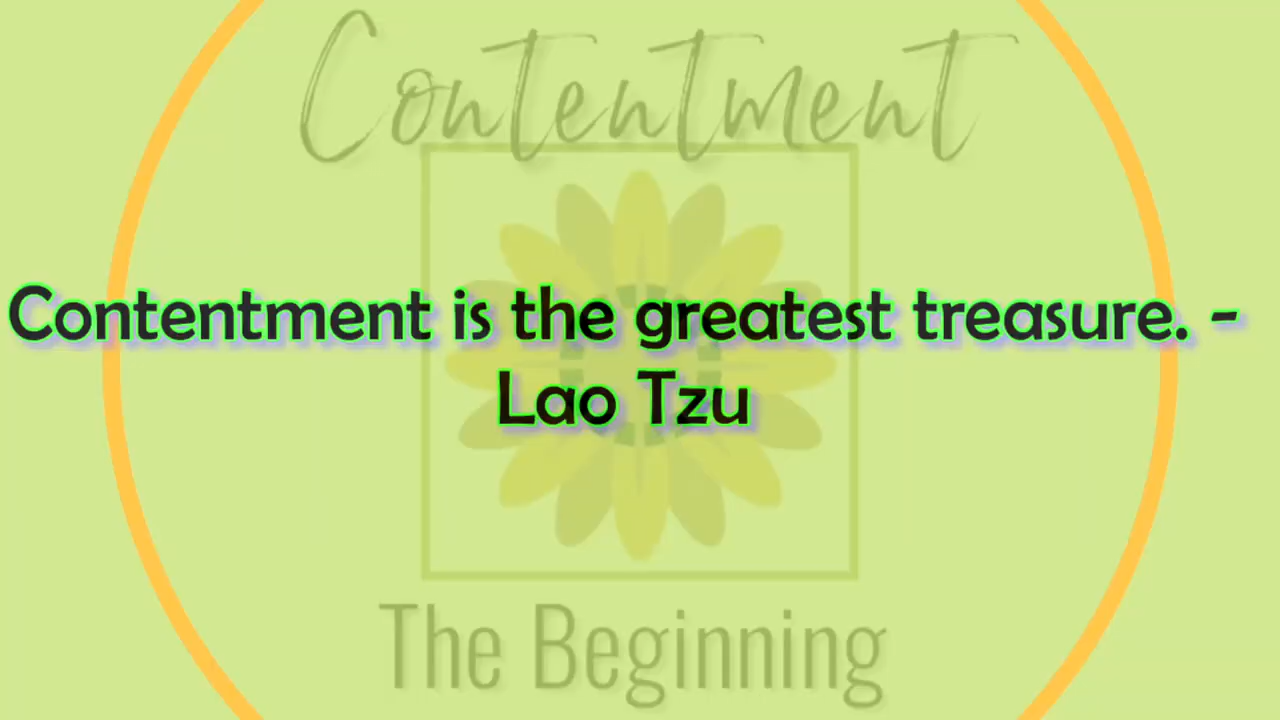 Contentment
Contentment is the greatest treasure. -
Lao Tzu
The Beginning